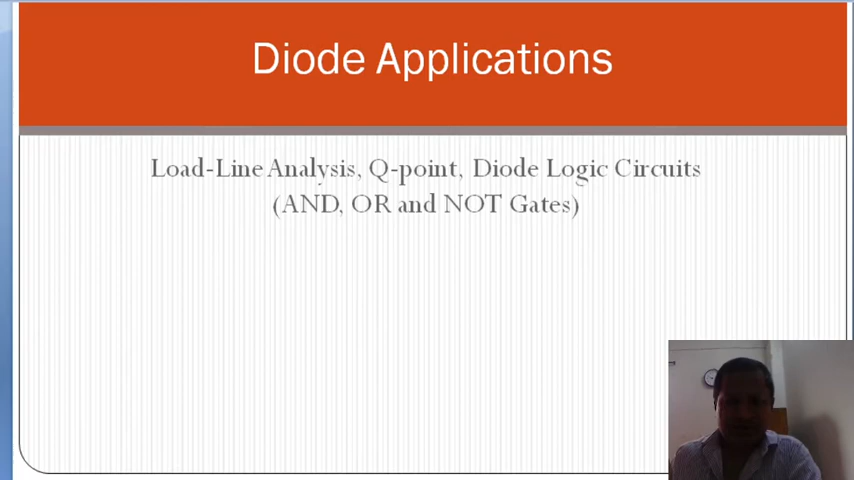 Diode Applications
Load-Line Analysis, Q-point, Diode Logic Circuits
(AND, OR and NOT Gates)